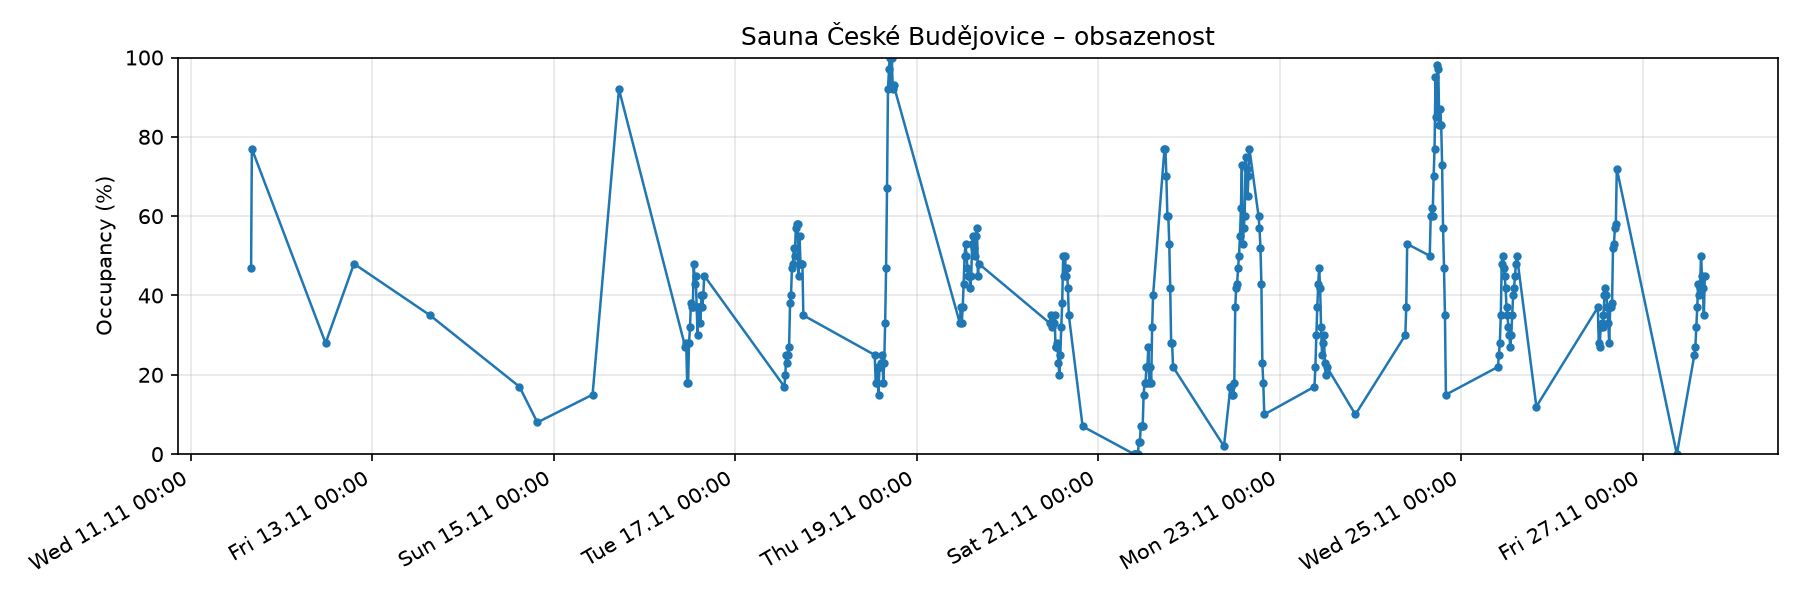 Sauna České Budějovice – obsazenost
Occupancy (%)
100
80
60
40
20
0
Wed 11.11 00:00
Fri 13.11 00:00
Sun 15.11 00:00
Tue 17.11 00:00
Thu 19.11 00:00
Sat 21.11 00:00
Mon 23.11 00:00
Wed 25.11 00:00
Fri 27.11 00:00